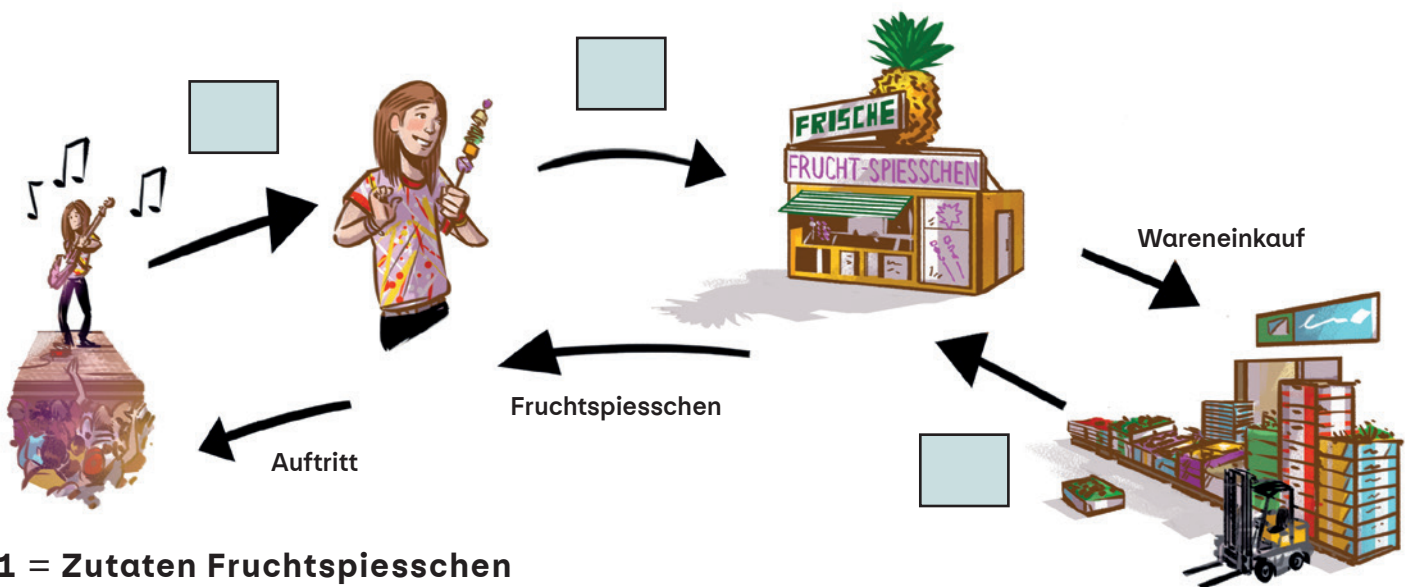 FRISCHE
FRUCHT-SPIESSCHEN
Wareneinkauf
Fruchtspiesschen
Auftritt
1 = Zutaten Fruchtspiesschen